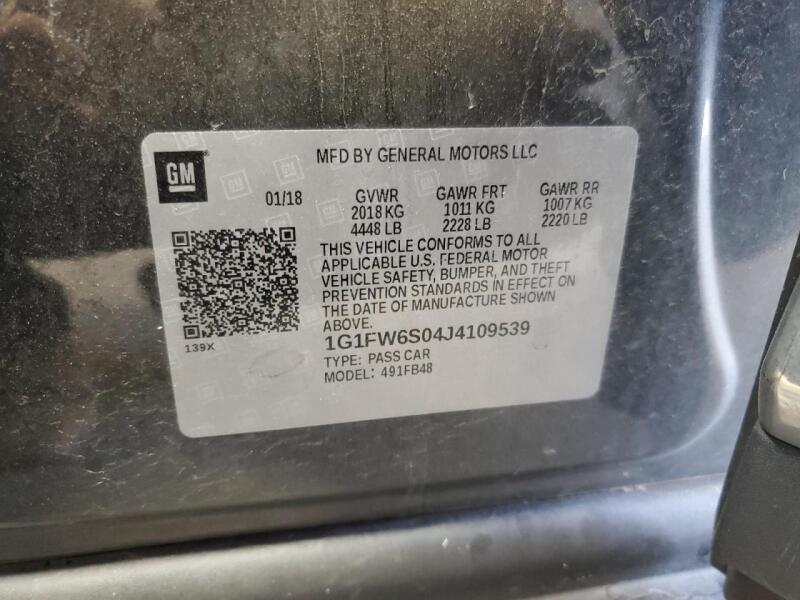 GM
MFD BY GENERAL MOTORS LLC
01/18
GVWR GAWR FRT GAWR RR
2018 KG 1011 KG 1007 KG
4448 LB 2228 LB 2220 LB
THIS VEHICLE CONFORMS TO ALL
APPLICABLE U.S. FEDERAL MOTOR
VEHICLE SAFETY, BUMPER, AND THEFT
PREVENTION STANDARDS IN EFFECT ON
THE DATE OF MANUFACTURE SHOWN
ABOVE.
139X
1G1FW6S04J4109539
TYPE: PASS CAR
MODEL: 491FB48